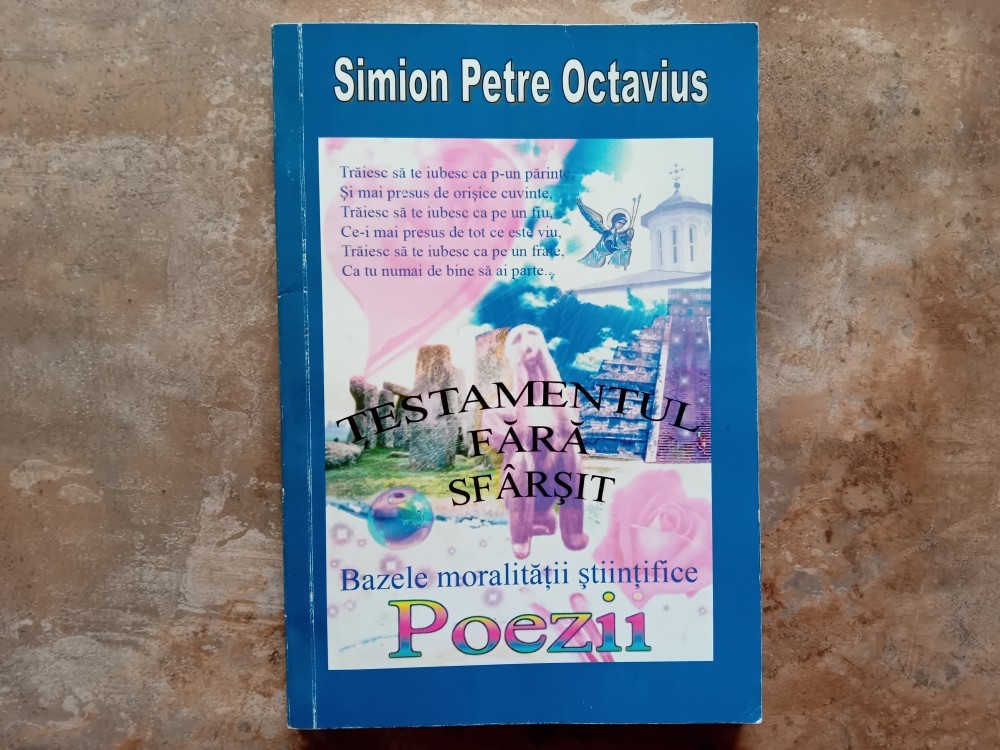 Simion Petre Octavius
Trăiesc să te iubesc ca p-un părinte,
Şi mai presus de orişice cuvinte,
Trăiesc să te iubesc ca pe un fiu,
Ce-i mai presus de tot ce este viu,
Trăiesc să te iubesc ca pe un frate,
Ca tu numai de bine să ai parte...
TESTAMENTUL
FĂRĂ
SFÂRŞIT
Bazele moralităţii ştiinţifice
Poezii